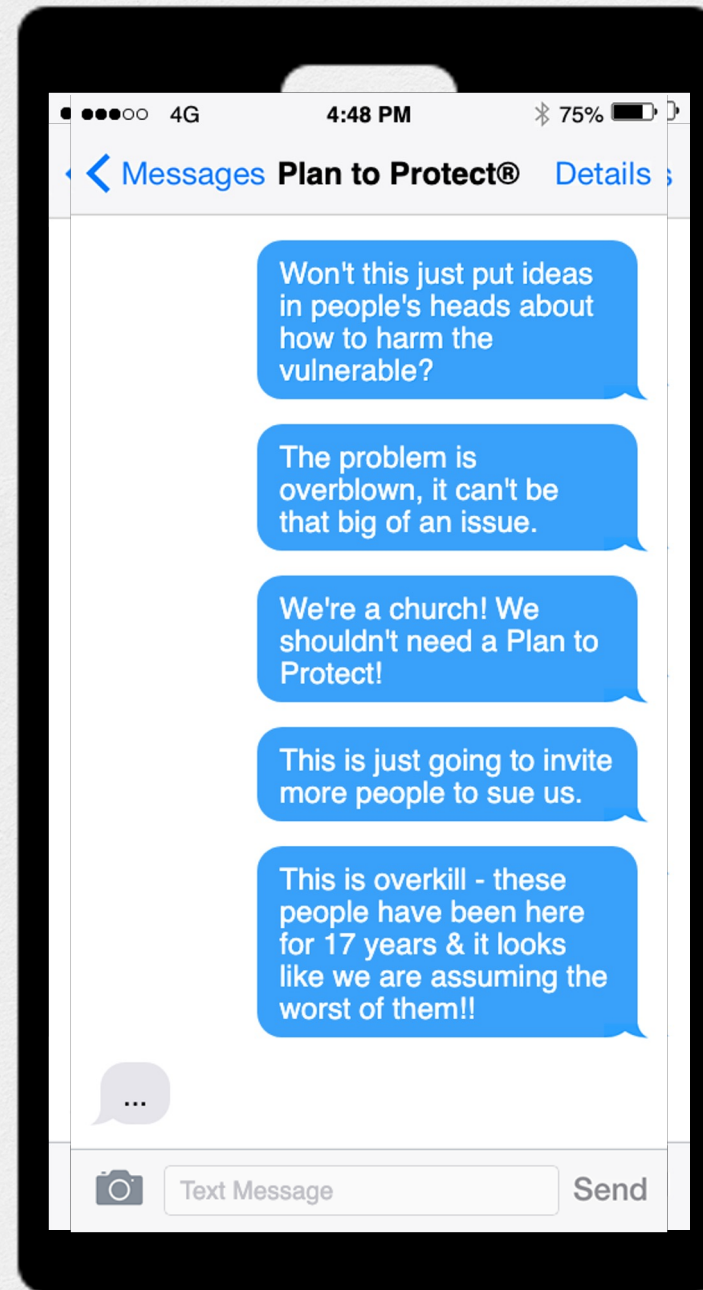 4G 4:48 PM 75%
Messages Plan to Protect® Details s
Won't this just put ideas
in people's heads about
how to harm the
vulnerable?
The problem is
overblown, it can't be
that big of an issue.
We're a church! We
shouldn't need a Plan to
Protect!
This is just going to invite
more people to sue us.
This is overkill - these
people have been here
for 17 years & it looks
like we are assuming the
worst of them!!
...
Text Message Send